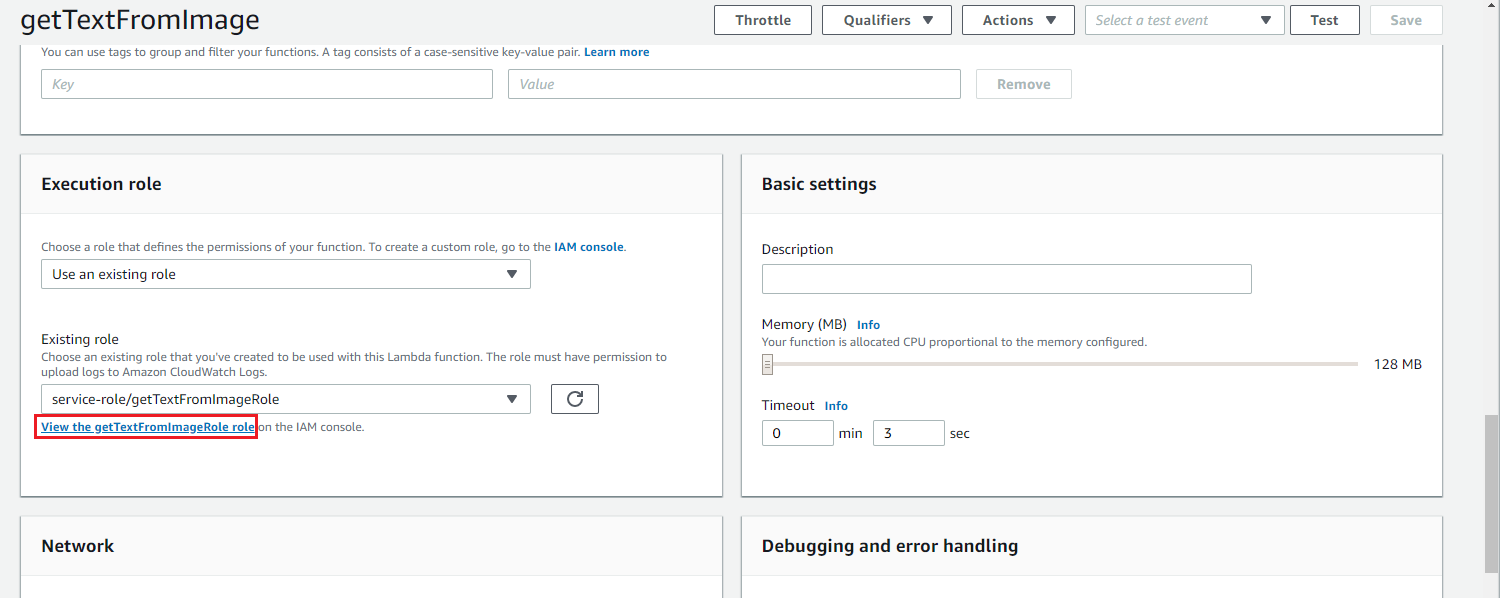 getTextFromImage
Throttle
Qualifiers
Actions
Select a test event
Test
Save
You can use tags to group and filter your functions. A tag consists of a case-sensitive key-value pair. Learn more
Key
Value
Remove
Execution role
Choose a role that defines the permissions of your function. To create a custom role, go to the IAM console.
Use an existing role
Existing role
Choose an existing role that you've created to be used with this Lambda function. The role must have permission to
upload logs to Amazon CloudWatch Logs.
service-role/getTextFromImageRole
View the getTextFromImageRole role on the IAM console.
Basic settings
Description
Memory (MB) Info
Your function is allocated CPU proportional to the memory configured.
128 MB
Timeout Info
0 min 3 sec
Network
Debugging and error handling